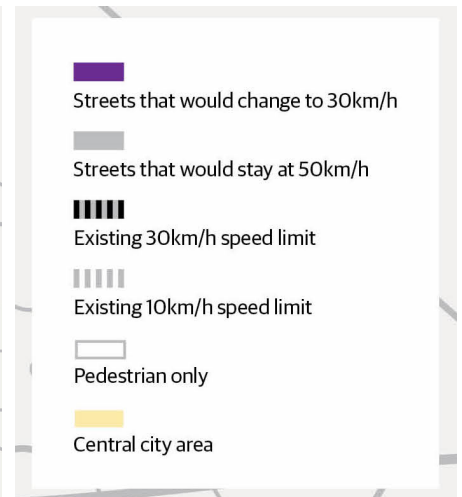 Streets that would change to 30km/h
Streets that would stay at 50km/h
Existing 30km/h speed limit
Existing 10km/h speed limit
Pedestrian only
Central city area